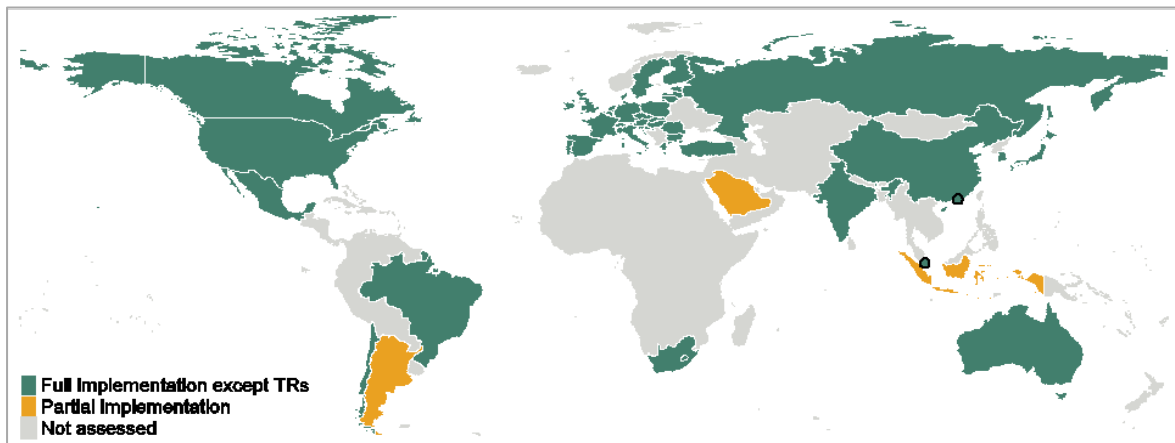 Full Implementation except TRs
Partial Implementation
Not assessed